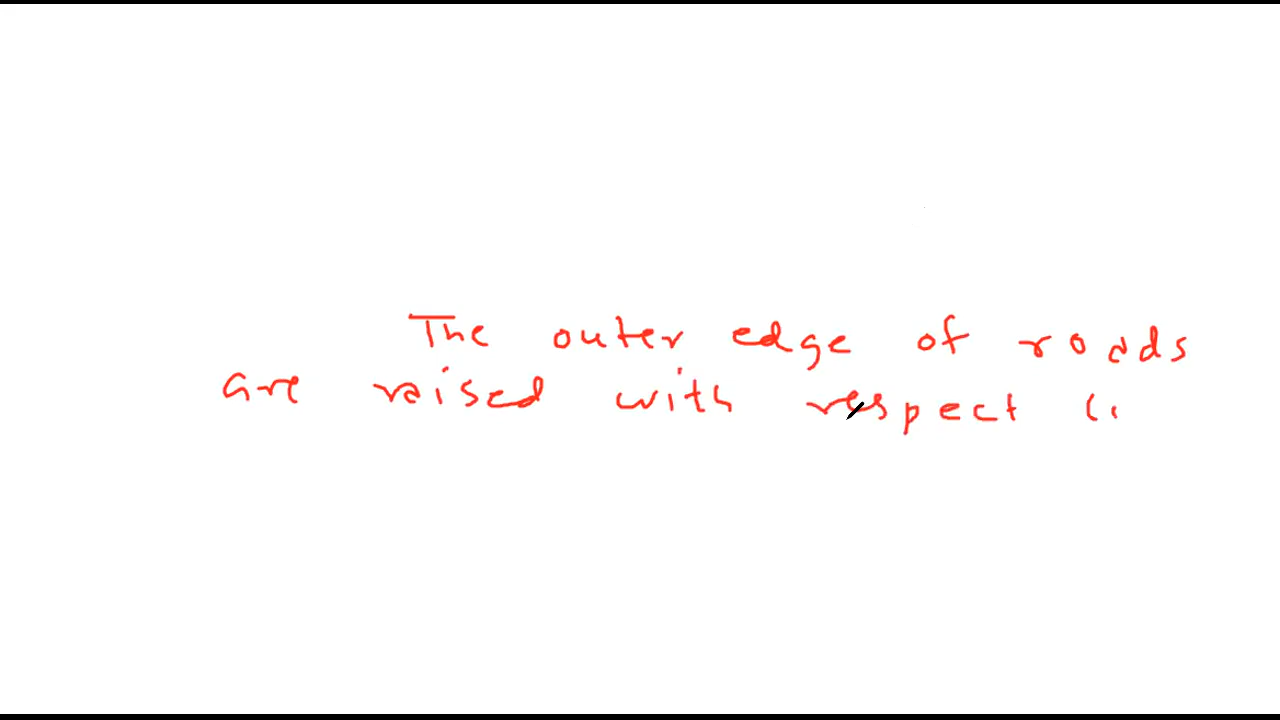 The outer edge of roads
are raised with respect